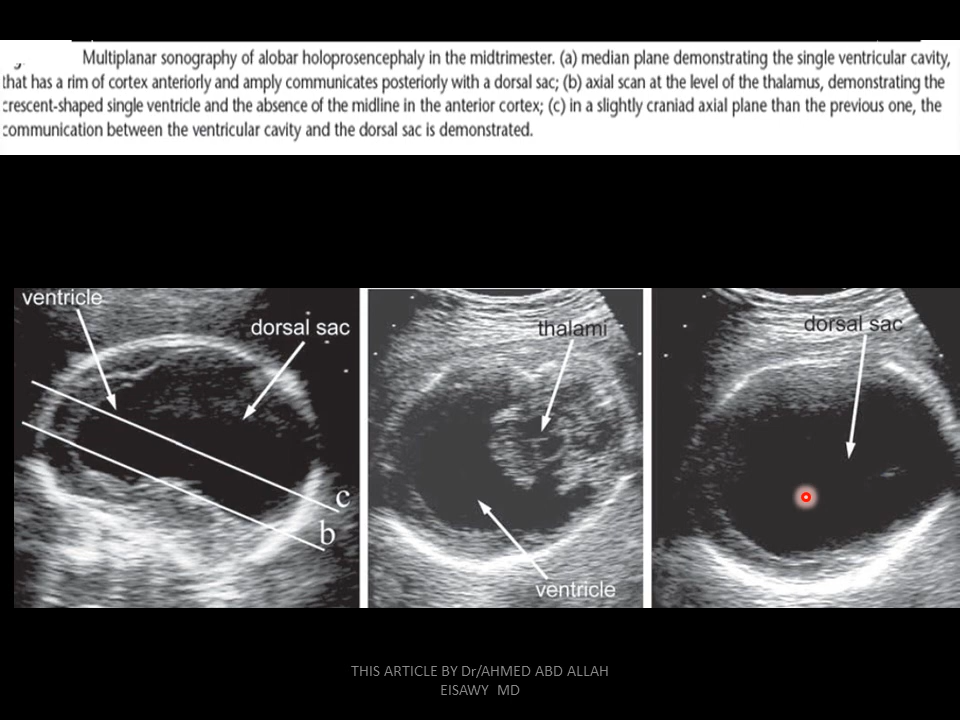 Multiplanar sonography of alobar holoprosencephaly in the midtrimester. (a) median plane demonstrating the single ventricular cavity,
that has a rim of cortex anteriorly and amply communicates posteriorly with a dorsal sac; (b) axial scan at the level of the thalamus, demonstrating the
crescent-shaped single ventricle and the absence of the midline in the anterior cortex; (c) in a slightly craniad axial plane than the previous one, the
communication between the ventricular cavity and the dorsal sac is demonstrated.
ventricle
dorsal sac
c
b
thalami
ventricle
dorsal sac
THIS ARTICLE BY Dr/AHMED ABD ALLAH
EISAWY MD